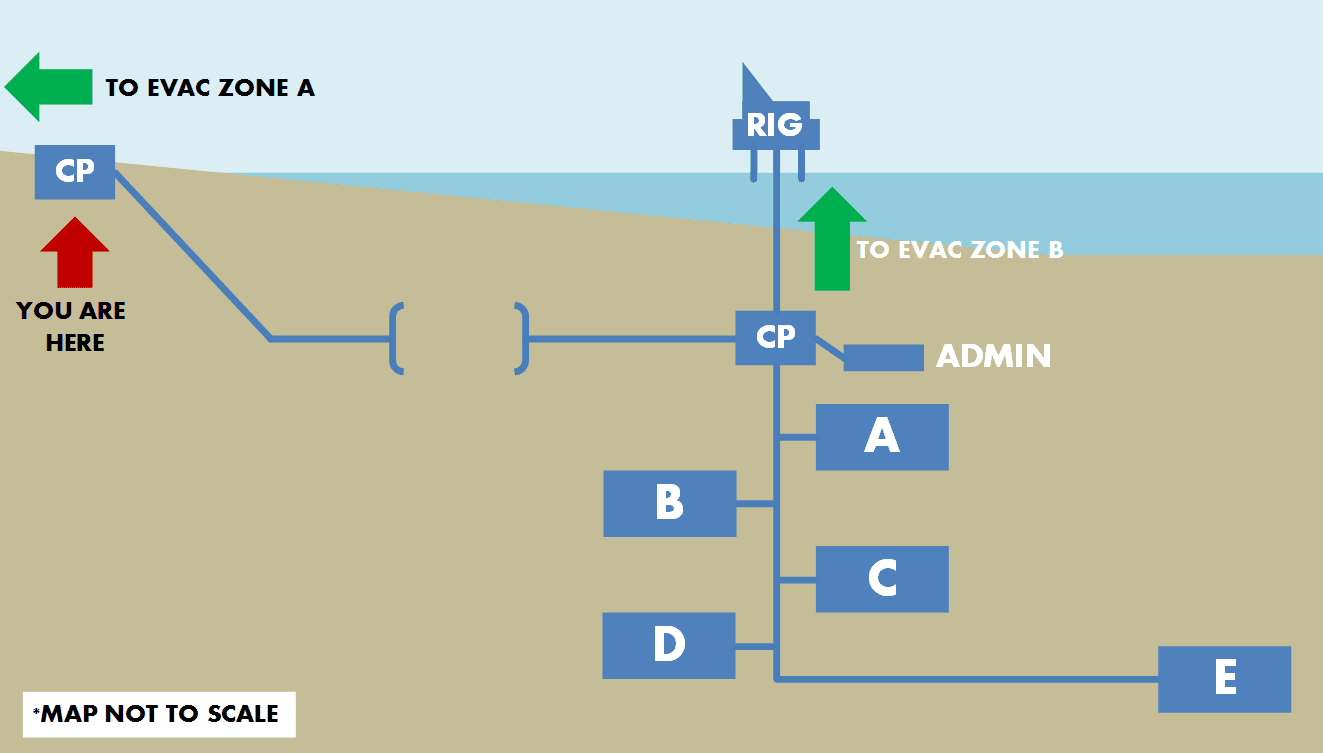 TO EVAC ZONE A
RIG
CP
YOU ARE
HERE
TO EVAC ZONE B
CP
ADMIN
A
B
C
D
E
*MAP NOT TO SCALE